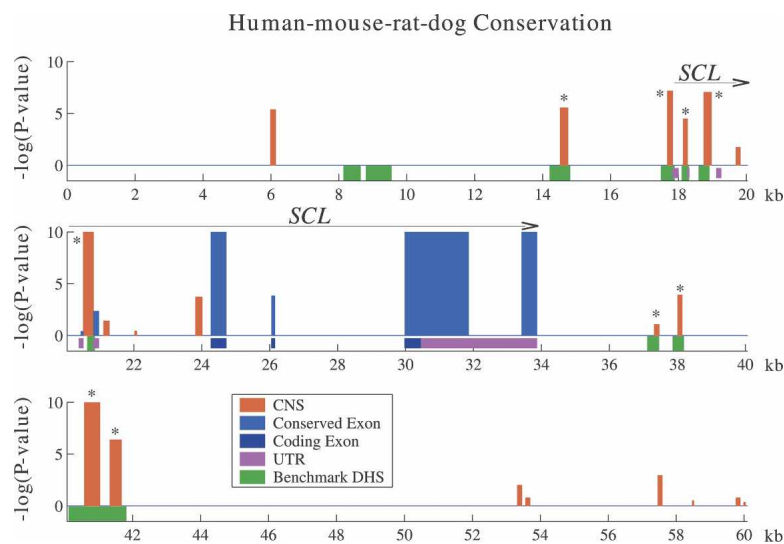 Human-mouse-rat-dog Conservation
-log(P-value)
10
5
0
SCL
* * * *
0 2 4 6 8 10 12 14 16 18 20 kb
-log(P-value)
10
5
0
SCL
* * *
22 24 26 28 30 32 34 36 38 40 kb
-log(P-value)
10
5
0
* *
CNS
Conserved Exon
Coding Exon
UTR
Benchmark DHS
42 44 46 48 50 52 54 56 58 60 kb